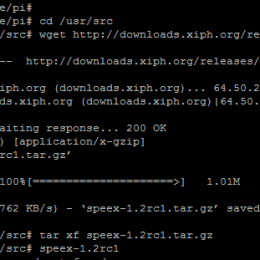 e/pi#
e/pi# cd /usr/src
/src# wget http://downloads.xiph.org/re
-- http://downloads.xiph.org/releases/
iph.org (downloads.xiph.org)... 64.50.2
ds.xiph.org (downloads.xiph.org)|64.50.
aiting response... 200 OK
) [application/x-gzip]
rc1.tar.gz’
100%[====================>] 1.01M
762 KB/s) - ‘speex-1.2rc1.tar.gz’ saved
/src# tar xf speex-1.2rc1.tar.gz
/src# speex-1.2rc1